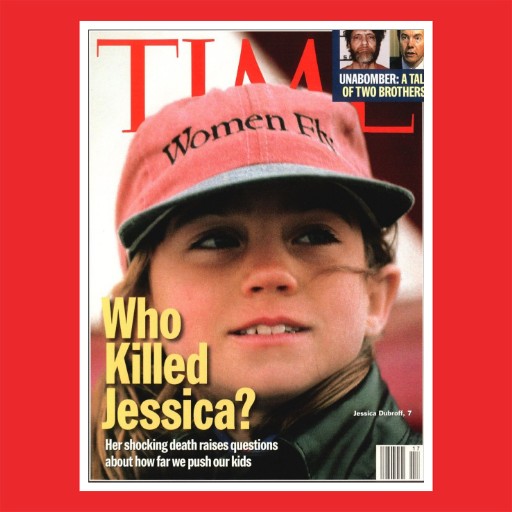 TIME
UNABOMBER: A TAL
OF TWO BROTHERS
Women Fly
Who
Killed
Jessica?
Her shocking death raises questions
about how far we push our kids
Jessica Dubroff, 7
17